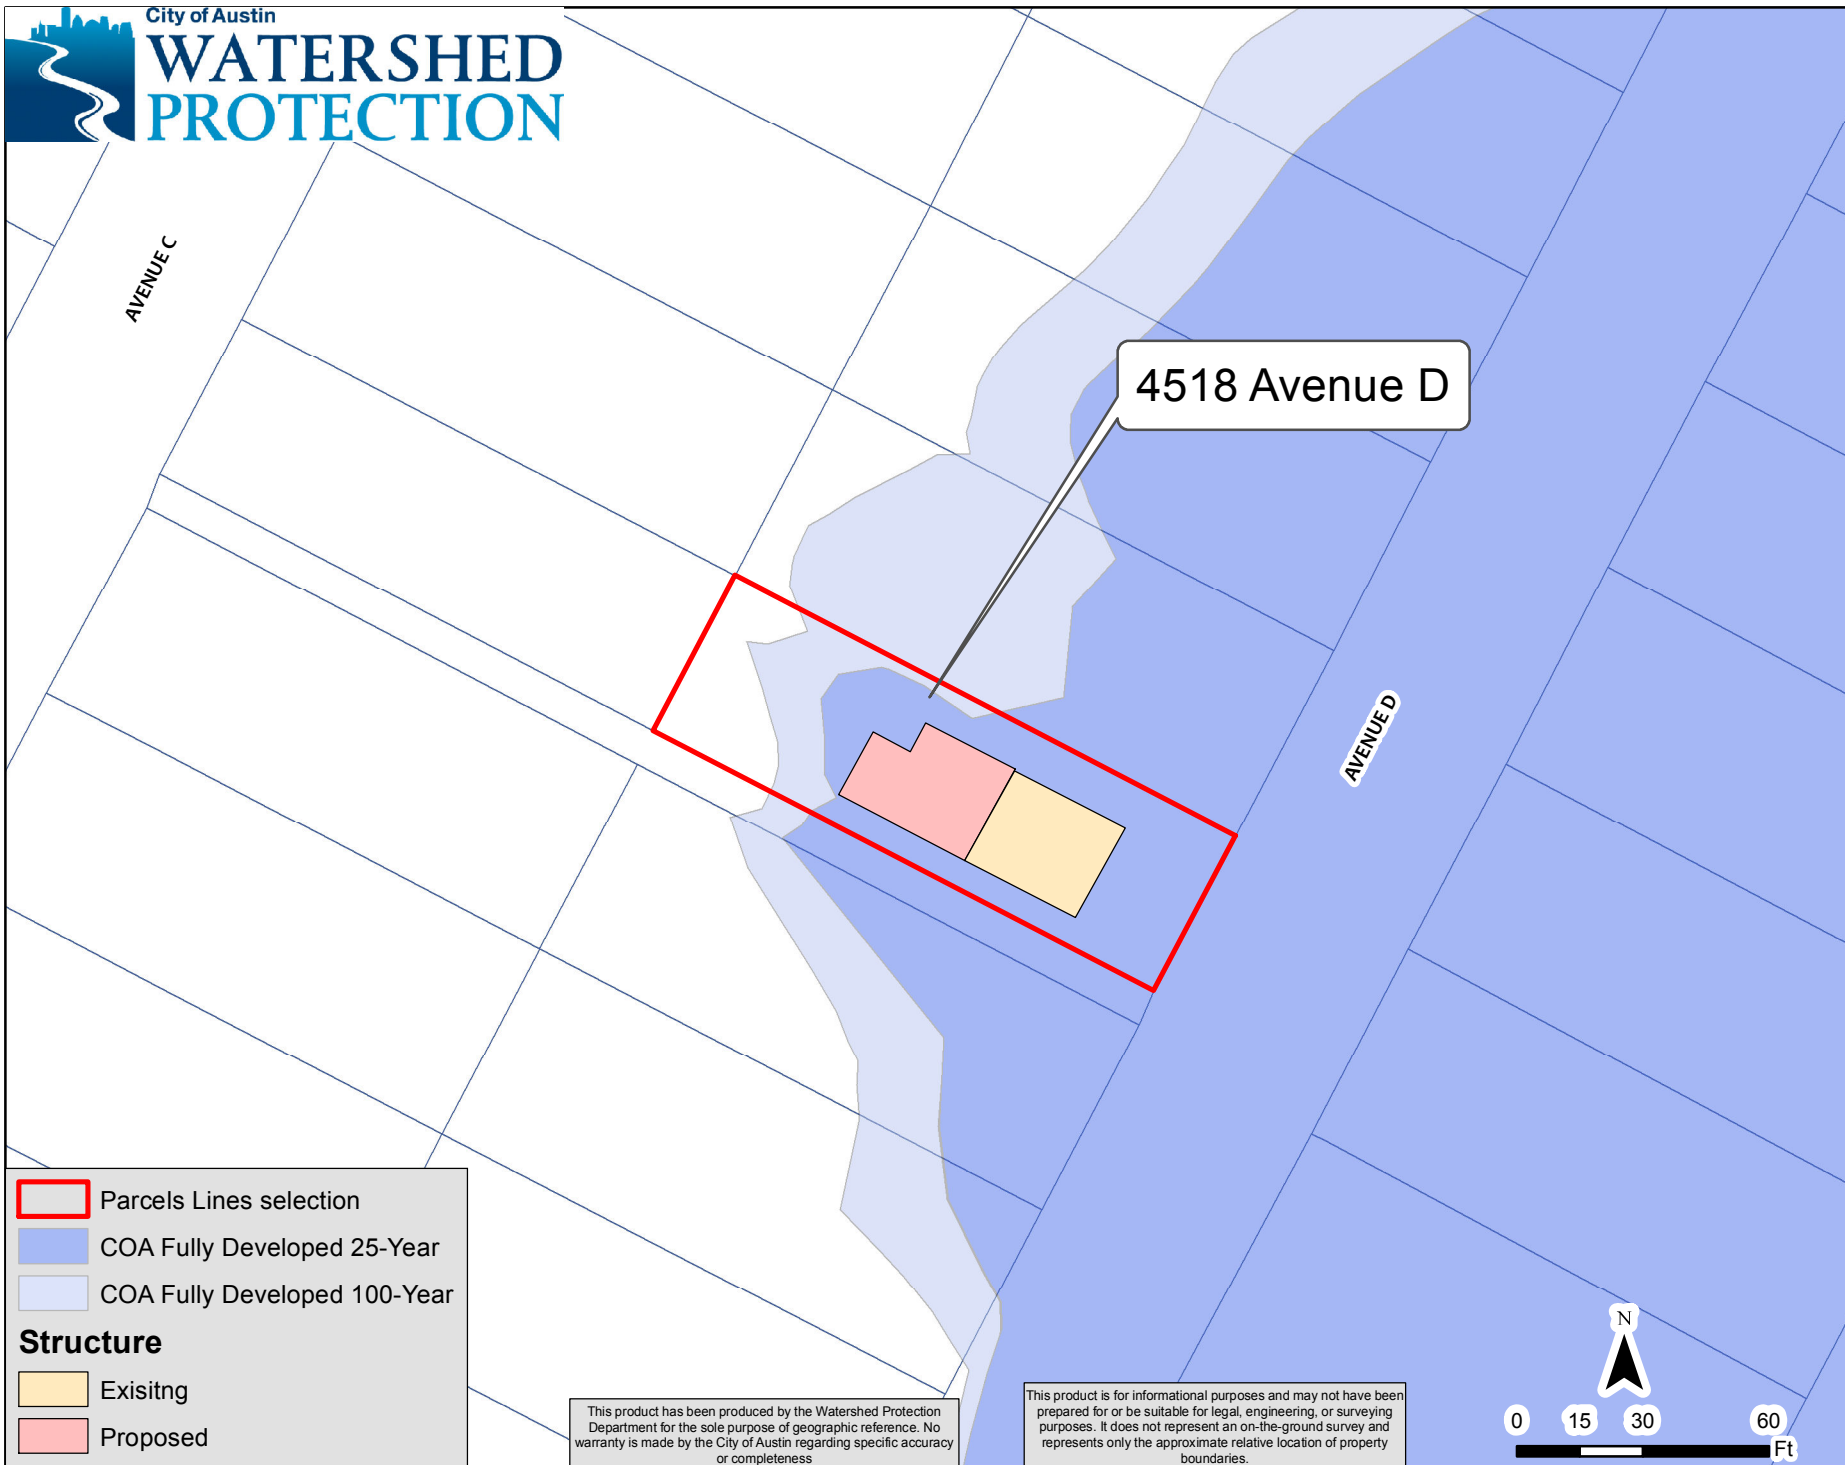 City of Austin
WATERSHED
PROTECTION
AVENUE C
4518 Avenue D
AVENUE D
Parcels Lines selection
COA Fully Developed 25-Year
COA Fully Developed 100-Year
Structure
Exisitng
Proposed
This product has been produced by the Watershed Protection
Department for the sole purpose of geographic reference. No
warranty is made by the City of Austin regarding specific accuracy
or completeness
This product is for informational purposes and may not have been
prepared for or be suitable for legal, engineering, or surveying
purposes. It does not represent an on-the-ground survey and
represents only the approximate relative location of property
boundaries.
N
0 15 30 60
Ft